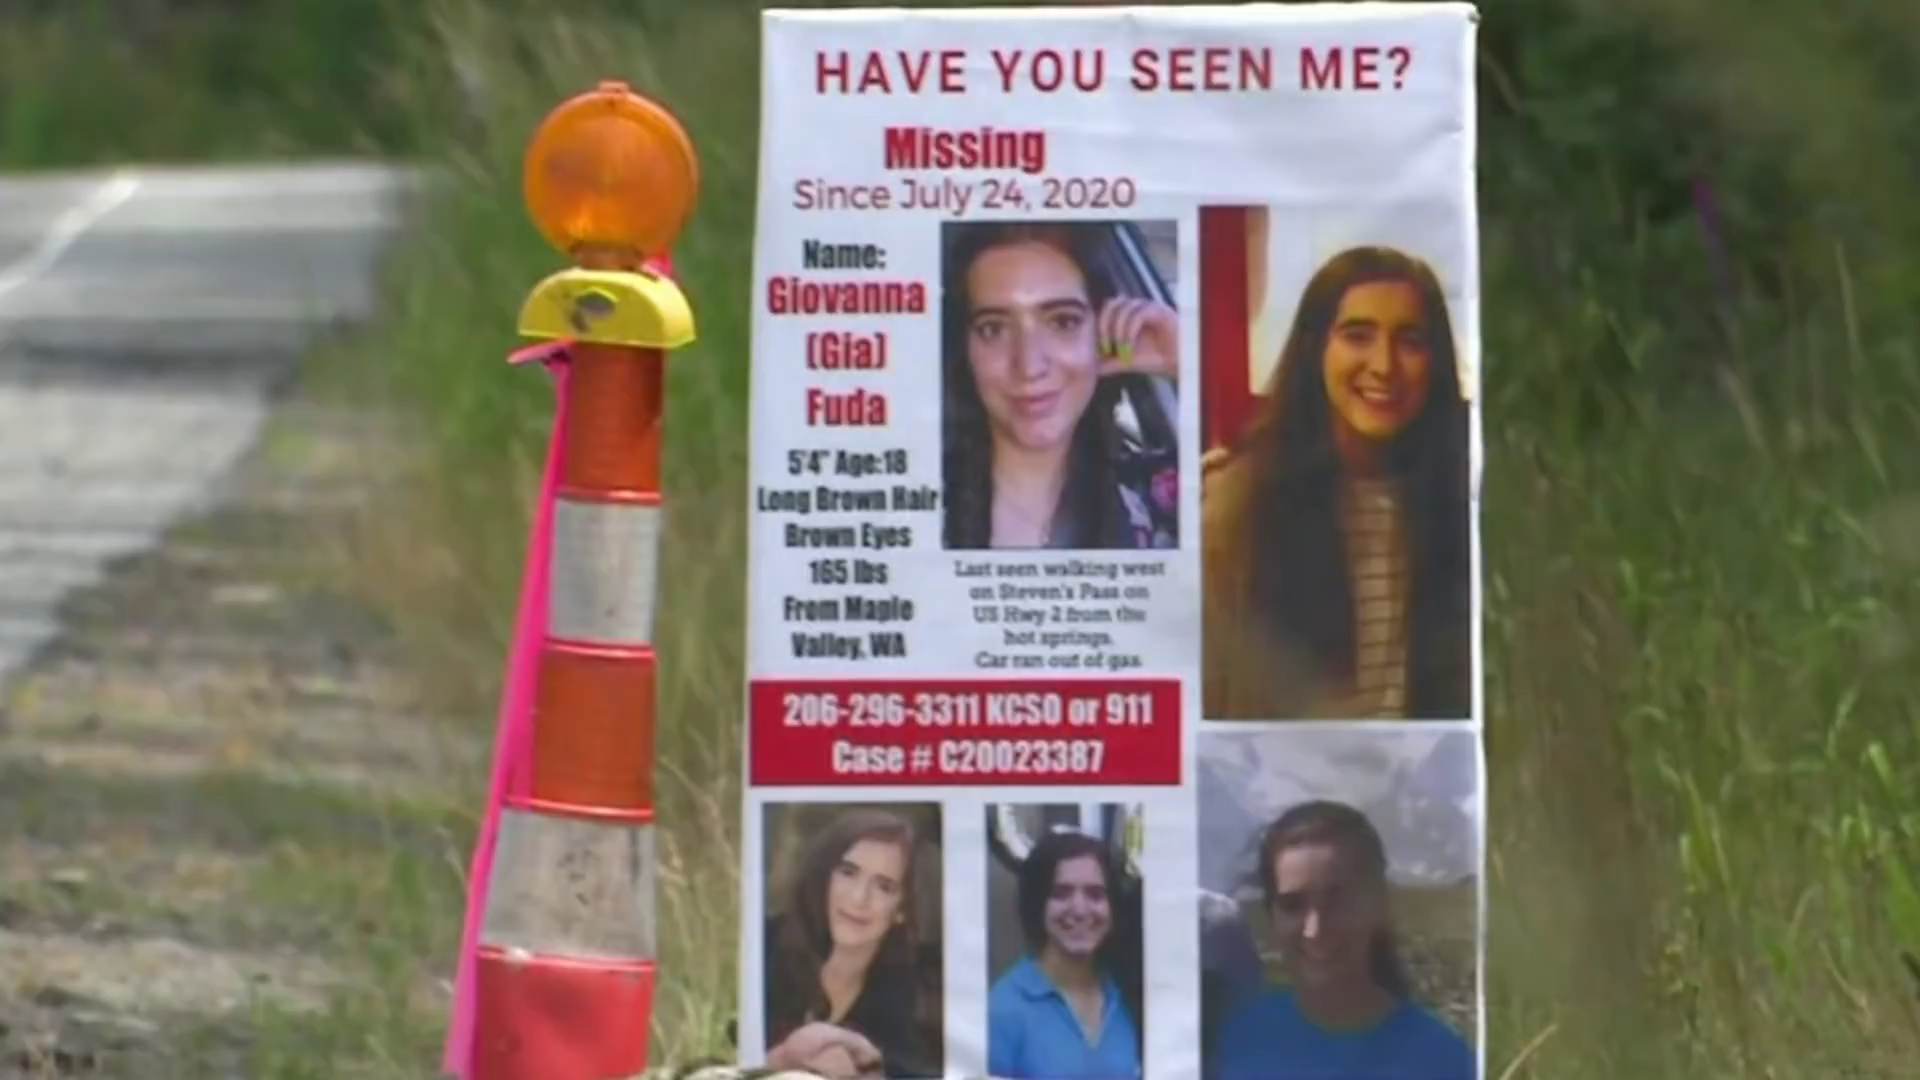 HAVE YOU SEEN ME?
Missing
Since July 24, 2020
Name:
Giovanna
(Gia)
Fuda
5'4" Age:18
Long Brown Hair
Brown Eyes
165 lbs
From Maple
Valley, WA
Last seen walking west
on Steven's Pass on
US Hwy 2 from the
hot springs.
Car ran out of gas.
206-296-3311 KCSO or 911
Case # C20023387